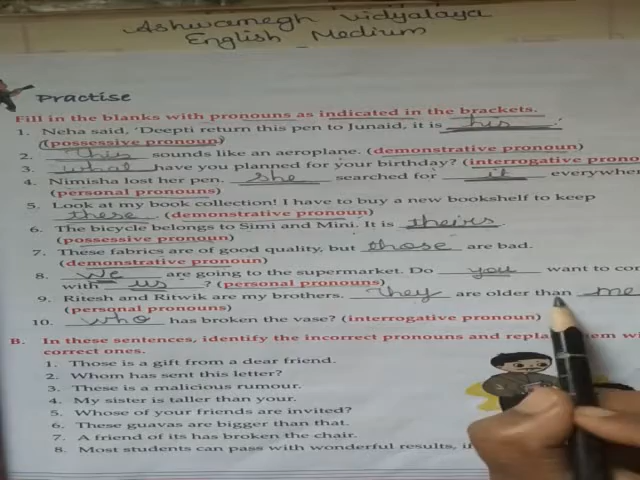 Ashwamegh Vidyalaya
English Medium
Practise
Fill in the blanks with pronouns as indicated in the brackets.
1. Neha said, 'Deepti return this pen to Junaid, it is his.
(possessive pronoun)
2. This sounds like an aeroplane. (demonstrative pronoun)
3. what have you planned for your birthday? (interrogative prono
4. Nimisha lost her pen. she searched for it everywher
(personal pronouns)
5. Look at my book collection! I have to buy a new bookshelf to keep
these. (demonstrative pronoun)
6. The bicycle belongs to Simi and Mini. It is theirs.
(possessive pronoun)
7. These fabrics are of good quality, but those are bad.
(demonstrative pronoun)
8. We are going to the supermarket. Do you want to com
with us? (personal pronouns)
9. Ritesh and Ritwik are my brothers. They are older than me
(personal pronouns)
10. who has broken the vase? (interrogative pronoun)
B. In these sentences, identify the incorrect pronouns and replace them wi
correct ones.
1. Those is a gift from a dear friend.
2. Whom has sent this letter?
3. These is a malicious rumour.
4. My sister is taller than your.
5. Whose of your friends are invited?
6. These guavas are bigger than that.
7. A friend of its has broken the chair.
8. Most students can pass with wonderful results, if